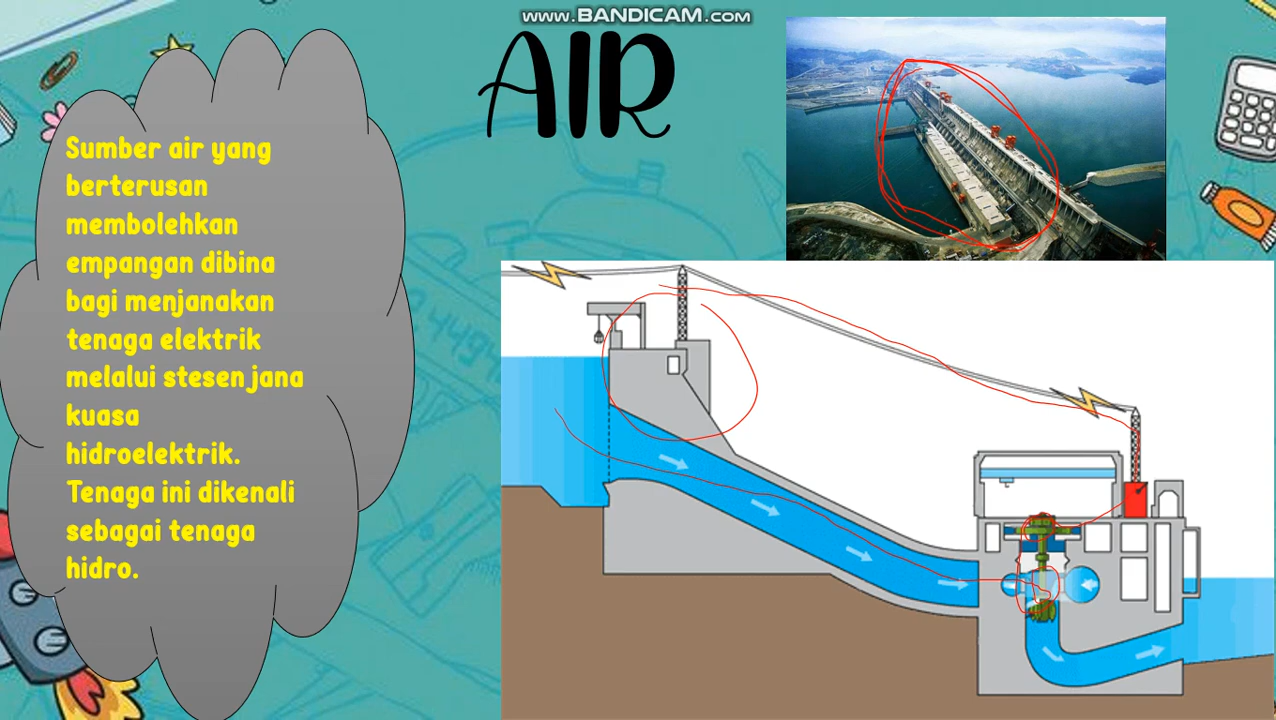 www.BANDICAM.com
AIR
Sumber air yang
berterusan
membolehkan
empangan dibina
bagi menjanakan
tenaga elektrik
melalui stesen jana
kuasa
hidroelektrik.
Tenaga ini dikenali
sebagai tenaga
hidro.